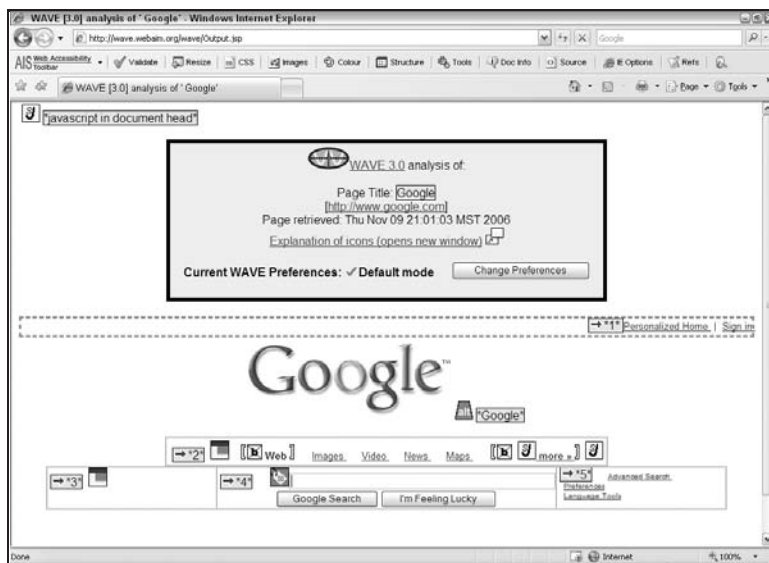 WAVE [3.0] analysis of ' Google' - Windows Internet Explorer
http://wave.webaim.org/wave/Output.jsp
Google
AIS Web Accessibility Toolbar
Validate
Resize
CSS
Images
Colour
Structure
Tools
Doc Info
Source
IE Options
Refs
WAVE [3.0] analysis of ' Google'
Page
Tools
*javascript in document head*
WAVE 3.0 analysis of:
Page Title: Google
[http://www.google.com]
Page retrieved: Thu Nov 09 21:01:03 MST 2006
Explanation of icons (opens new window)
Current WAVE Preferences: ✓ Default mode
Change Preferences
→ *1* Personalized Home | Sign in
Google™
alt *Google*
→ *2* Web Images Video News Maps more »
→ *3*
→ *4*
→ *5* Advanced Search
Preferences
Language Tools
Google Search I'm Feeling Lucky
Done
Internet
100%